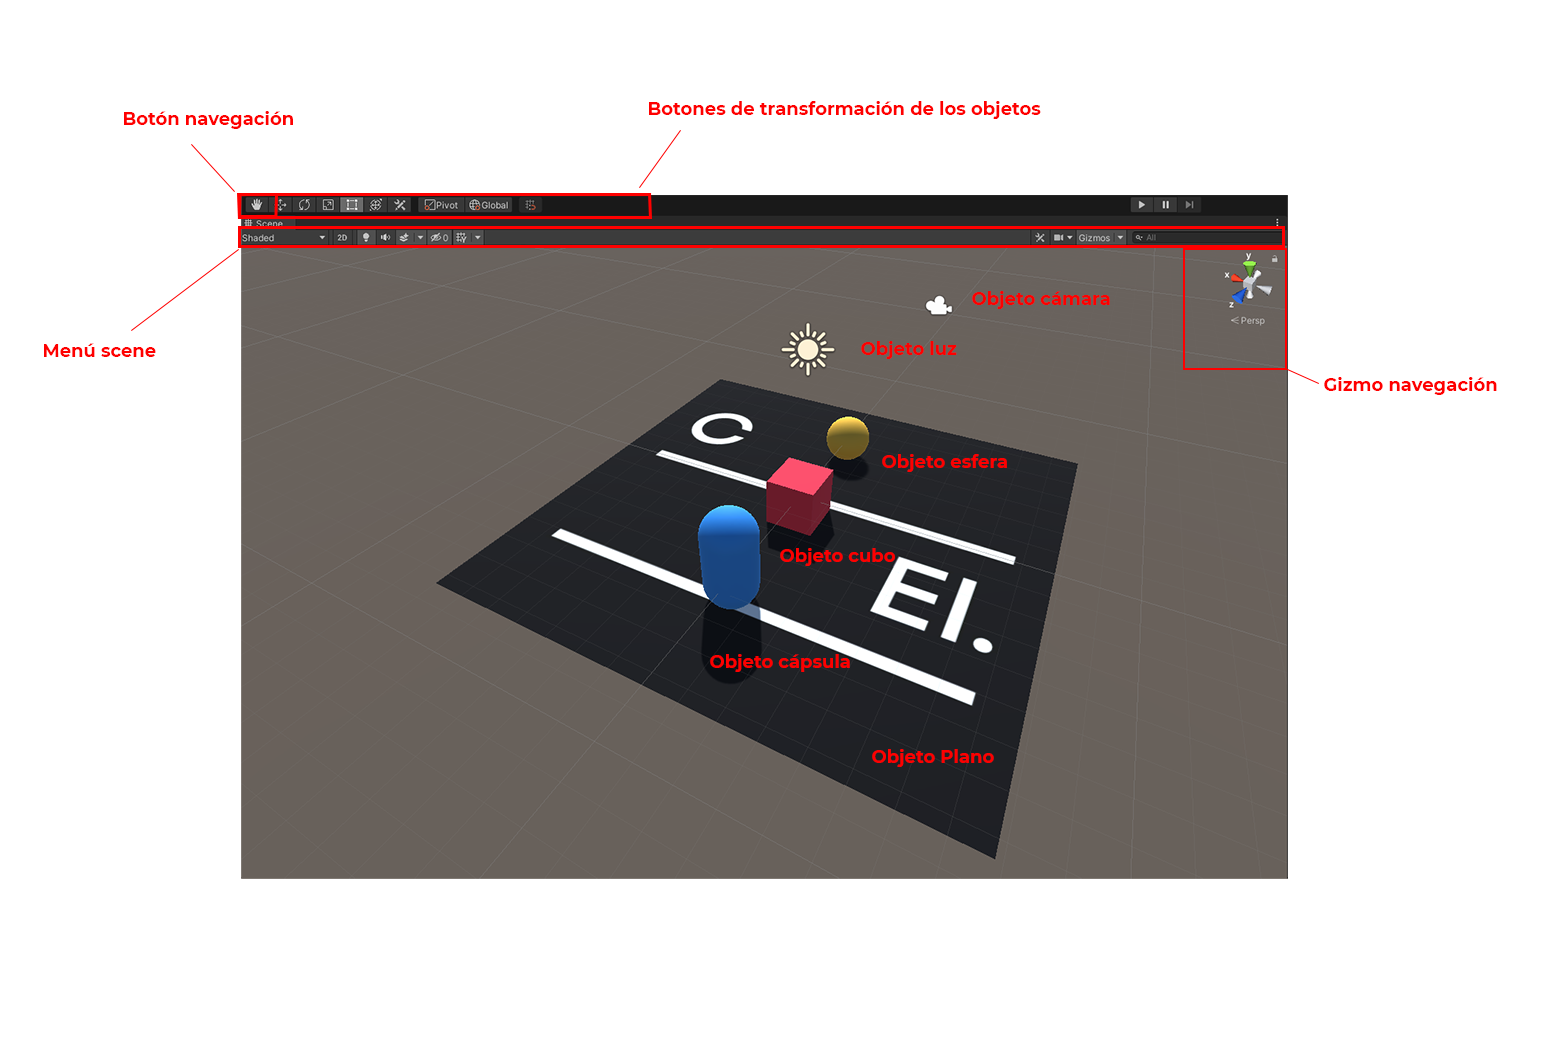 Botones de transformación de los objetos
Botón navegación
Pivot Global
Scene
Shaded 2D 0 Gizmos All
y
x
z
Persp
Objeto cámara
Objeto luz
Menú scene
Gizmo navegación
C
Objeto esfera
Objeto cubo
El.
Objeto cápsula
Objeto Plano